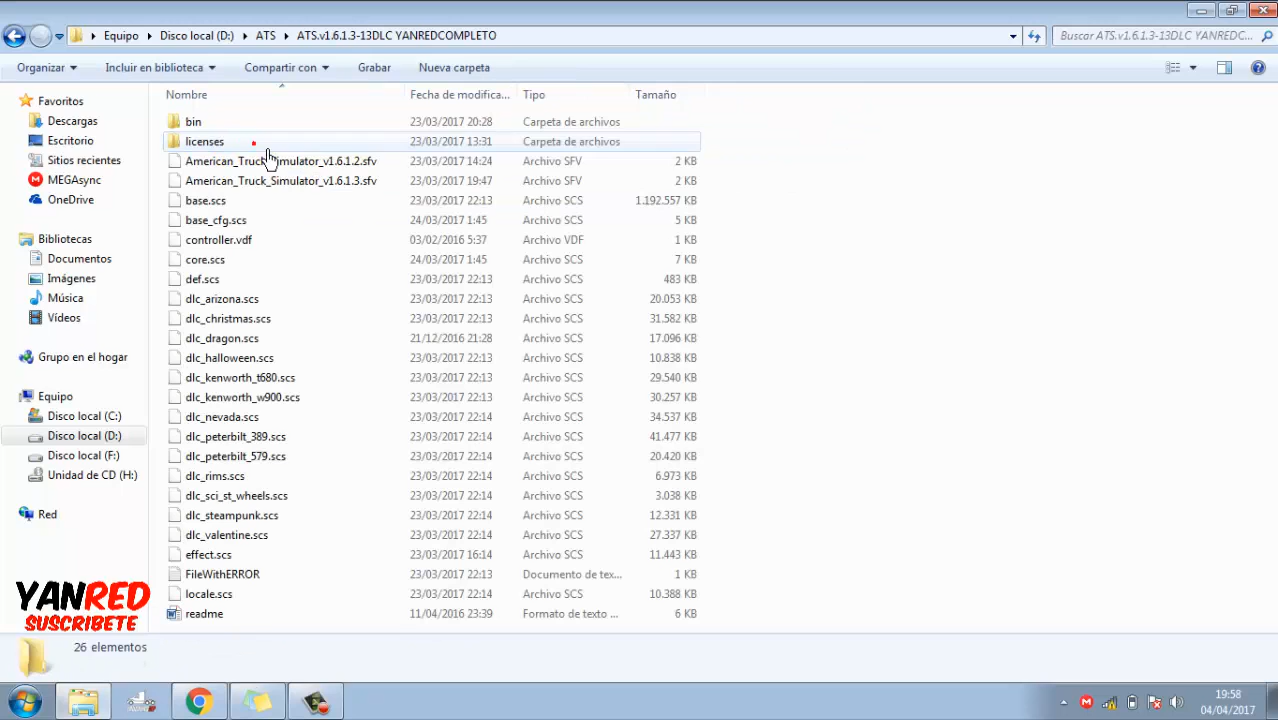 Equipo ▸ Disco local (D:) ▸ ATS ▸ ATS.v1.6.1.3-13DLC YANREDCOMPLETO
Buscar ATS.v1.6.1.3-13DLC YANREDC...
Organizar Incluir en biblioteca Compartir con Grabar Nueva carpeta
Nombre Fecha de modifica... Tipo Tamaño
Favoritos
Descargas
Escritorio
Sitios recientes
MEGAsync
OneDrive
Bibliotecas
Documentos
Imágenes
Música
Vídeos
Grupo en el hogar
Equipo
Disco local (C:)
Disco local (D:)
Disco local (F:)
Unidad de CD (H:)
Red
bin 23/03/2017 20:28 Carpeta de archivos
licenses 23/03/2017 13:31 Carpeta de archivos
American_Truck_Simulator_v1.6.1.2.sfv 23/03/2017 14:24 Archivo SFV 2 KB
American_Truck_Simulator_v1.6.1.3.sfv 23/03/2017 19:47 Archivo SFV 2 KB
base.scs 23/03/2017 22:13 Archivo SCS 1.192.557 KB
base_cfg.scs 24/03/2017 1:45 Archivo SCS 5 KB
controller.vdf 03/02/2016 5:37 Archivo VDF 1 KB
core.scs 24/03/2017 1:45 Archivo SCS 7 KB
def.scs 23/03/2017 22:13 Archivo SCS 483 KB
dlc_arizona.scs 23/03/2017 22:13 Archivo SCS 20.053 KB
dlc_christmas.scs 23/03/2017 22:13 Archivo SCS 31.582 KB
dlc_dragon.scs 21/12/2016 21:28 Archivo SCS 17.096 KB
dlc_halloween.scs 23/03/2017 22:13 Archivo SCS 10.838 KB
dlc_kenworth_t680.scs 23/03/2017 22:13 Archivo SCS 29.540 KB
dlc_kenworth_w900.scs 23/03/2017 22:13 Archivo SCS 30.257 KB
dlc_nevada.scs 23/03/2017 22:14 Archivo SCS 34.537 KB
dlc_peterbilt_389.scs 23/03/2017 22:14 Archivo SCS 41.477 KB
dlc_peterbilt_579.scs 23/03/2017 22:14 Archivo SCS 20.420 KB
dlc_rims.scs 23/03/2017 22:14 Archivo SCS 6.973 KB
dlc_sci_st_wheels.scs 23/03/2017 22:14 Archivo SCS 3.038 KB
dlc_steampunk.scs 23/03/2017 22:14 Archivo SCS 12.331 KB
dlc_valentine.scs 23/03/2017 22:14 Archivo SCS 27.337 KB
effect.scs 23/03/2017 16:14 Archivo SCS 11.443 KB
FileWithERROR 23/03/2017 22:13 Documento de tex... 1 KB
locale.scs 23/03/2017 22:14 Archivo SCS 10.388 KB
readme 11/04/2016 23:39 Formato de texto ... 6 KB
YANRED
SUSCRIBETE
26 elementos
19:58
04/04/2017